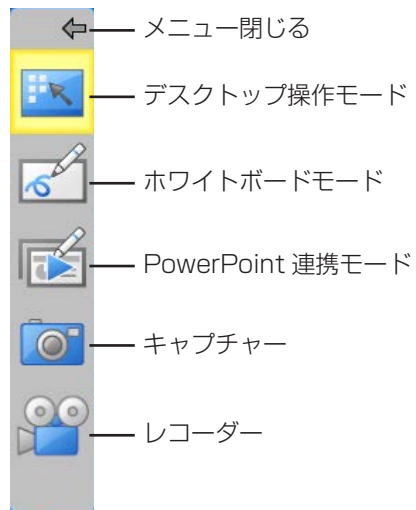 メニュー閉じる
デスクトップ操作モード
ホワイトボードモード
PowerPoint 連携モード
キャプチャー
レコーダー